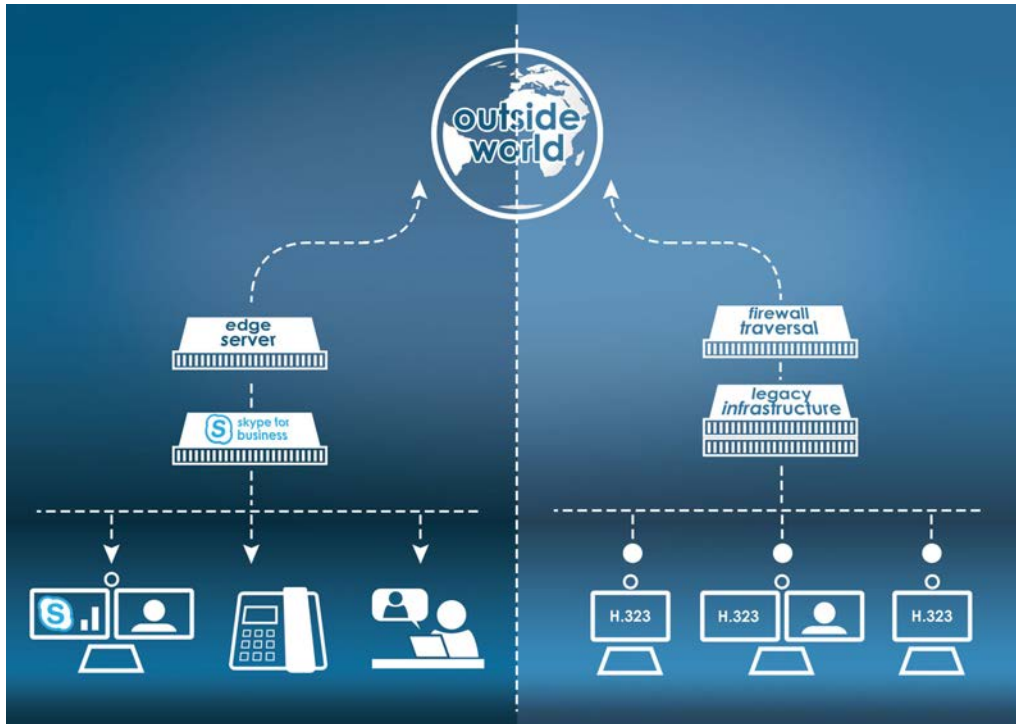 outside
world
edge
server
S skype for
business
firewall
traversal
legacy
infrastructure
S
H.323
H.323
H.323